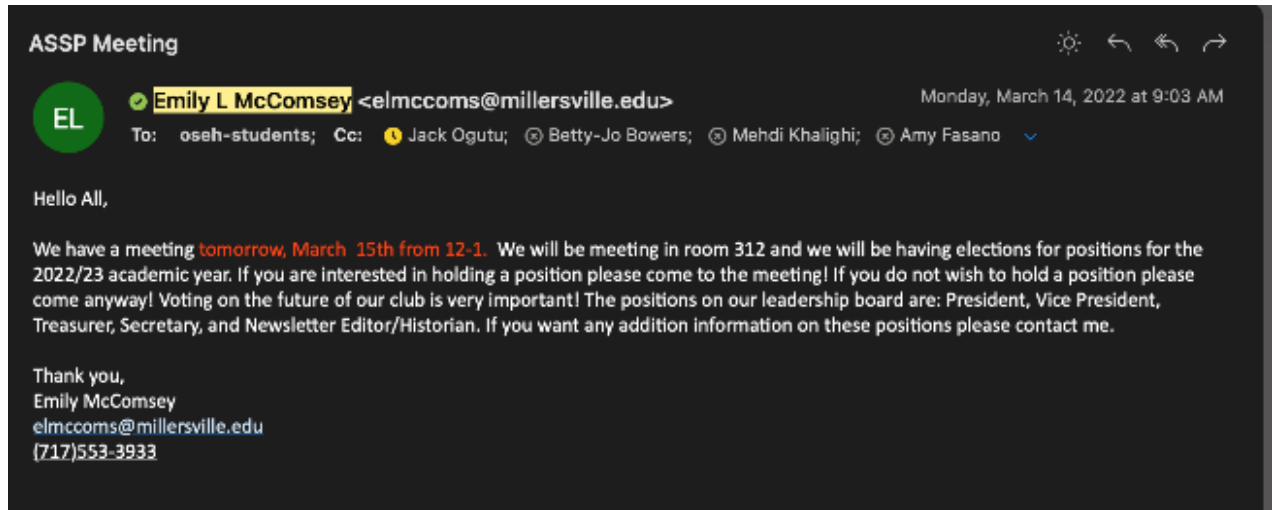 ASSP Meeting
EL
Emily L McComsey <elmccoms@millersville.edu>
Monday, March 14, 2022 at 9:03 AM
To: oseh-students; Cc: Jack Ogutu; Betty-Jo Bowers; Mehdi Khalighi; Amy Fasano
Hello All,
We have a meeting tomorrow, March 15th from 12-1. We will be meeting in room 312 and we will be having elections for positions for the
2022/23 academic year. If you are interested in holding a position please come to the meeting! If you do not wish to hold a position please
come anyway! Voting on the future of our club is very important! The positions on our leadership board are: President, Vice President,
Treasurer, Secretary, and Newsletter Editor/Historian. If you want any addition information on these positions please contact me.
Thank you,
Emily McComsey
elmccoms@millersville.edu
(717)553-3933